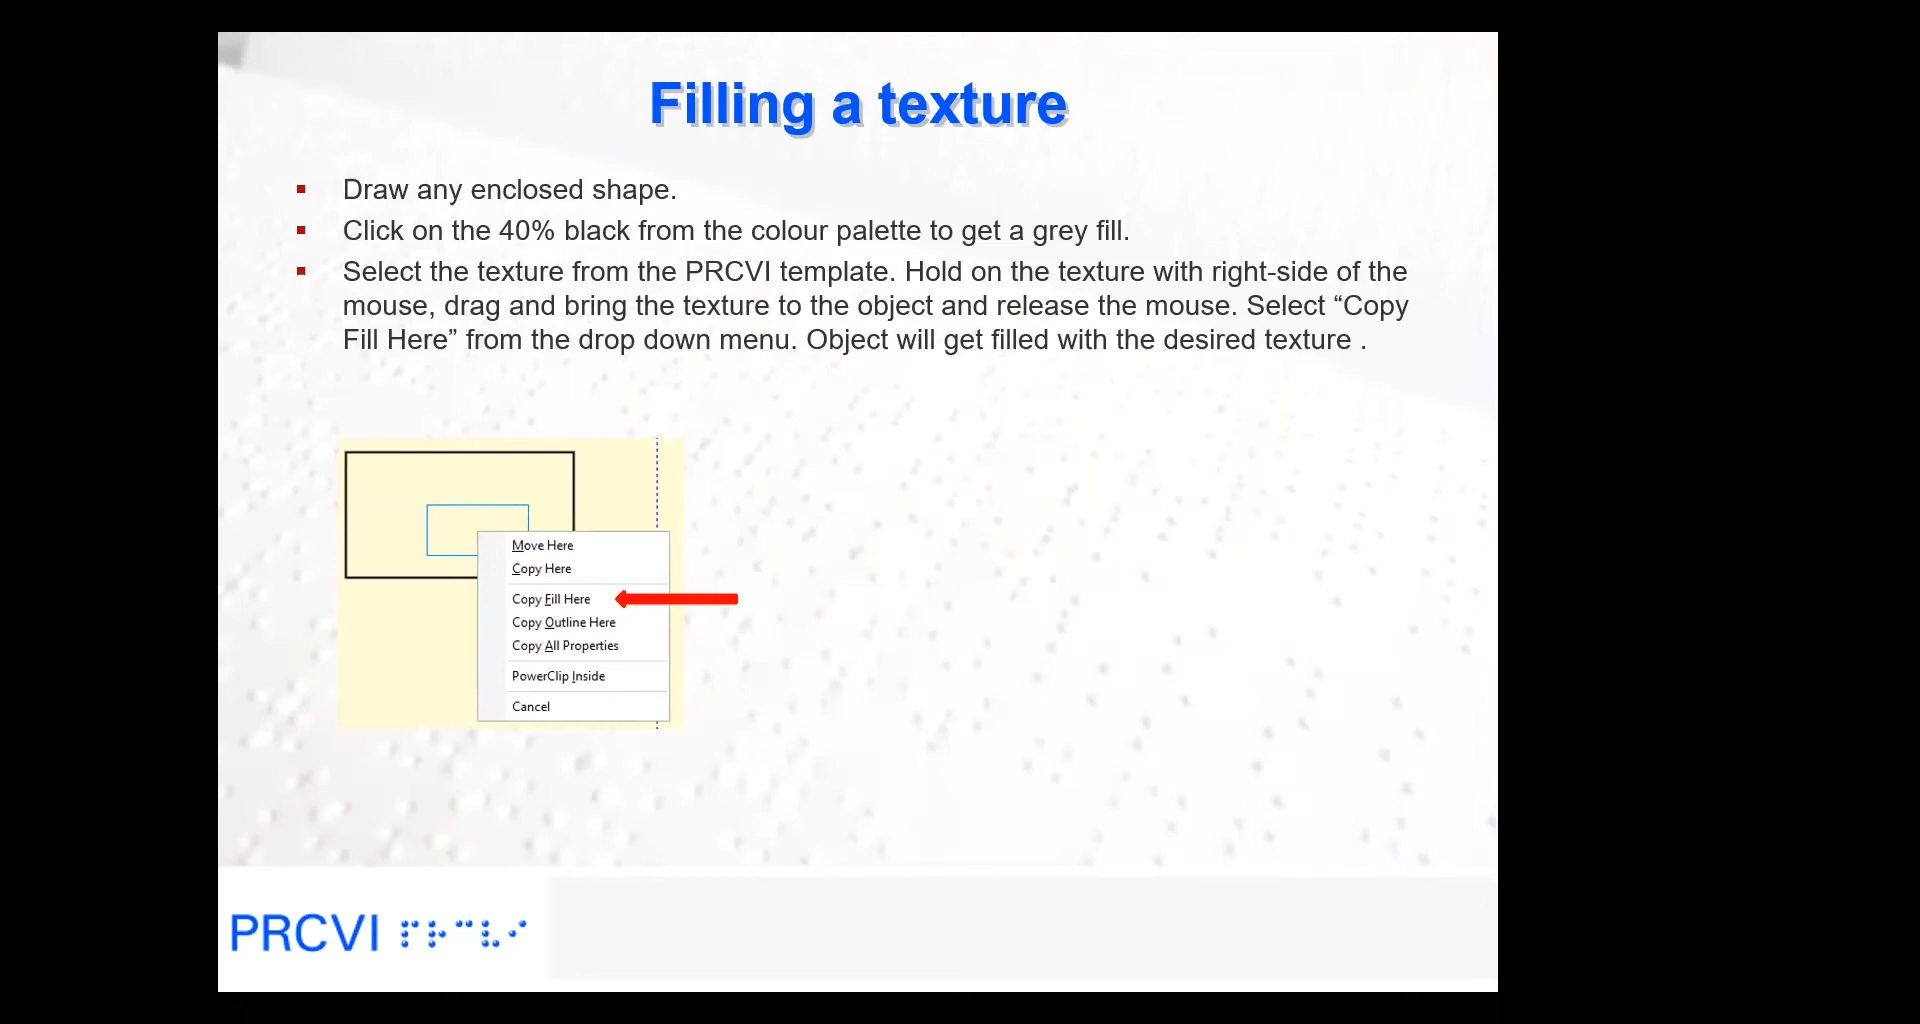 Filling a texture
Draw any enclosed shape.
Click on the 40% black from the colour palette to get a grey fill.
Select the texture from the PRCVI template. Hold on the texture with right-side of the
mouse, drag and bring the texture to the object and release the mouse. Select “Copy
Fill Here” from the drop down menu. Object will get filled with the desired texture .
Move Here
Copy Here
Copy Fill Here
Copy Outline Here
Copy All Properties
PowerClip Inside
Cancel
PRCVI ⠏⠗⠉⠧⠊